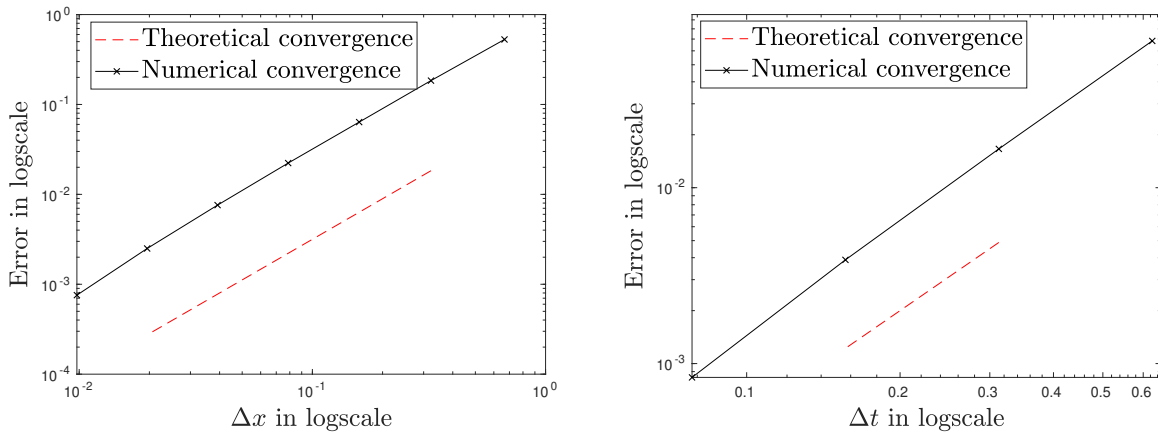 10^0
10^-1
10^-2
10^-3
10^-4
Error in logscale
Theoretical convergence
Numerical convergence
10^-2
10^-1
10^0
Δx in logscale
10^-2
10^-3
Error in logscale
Theoretical convergence
Numerical convergence
0.1
0.2
0.3
0.4
0.5
0.6
Δt in logscale